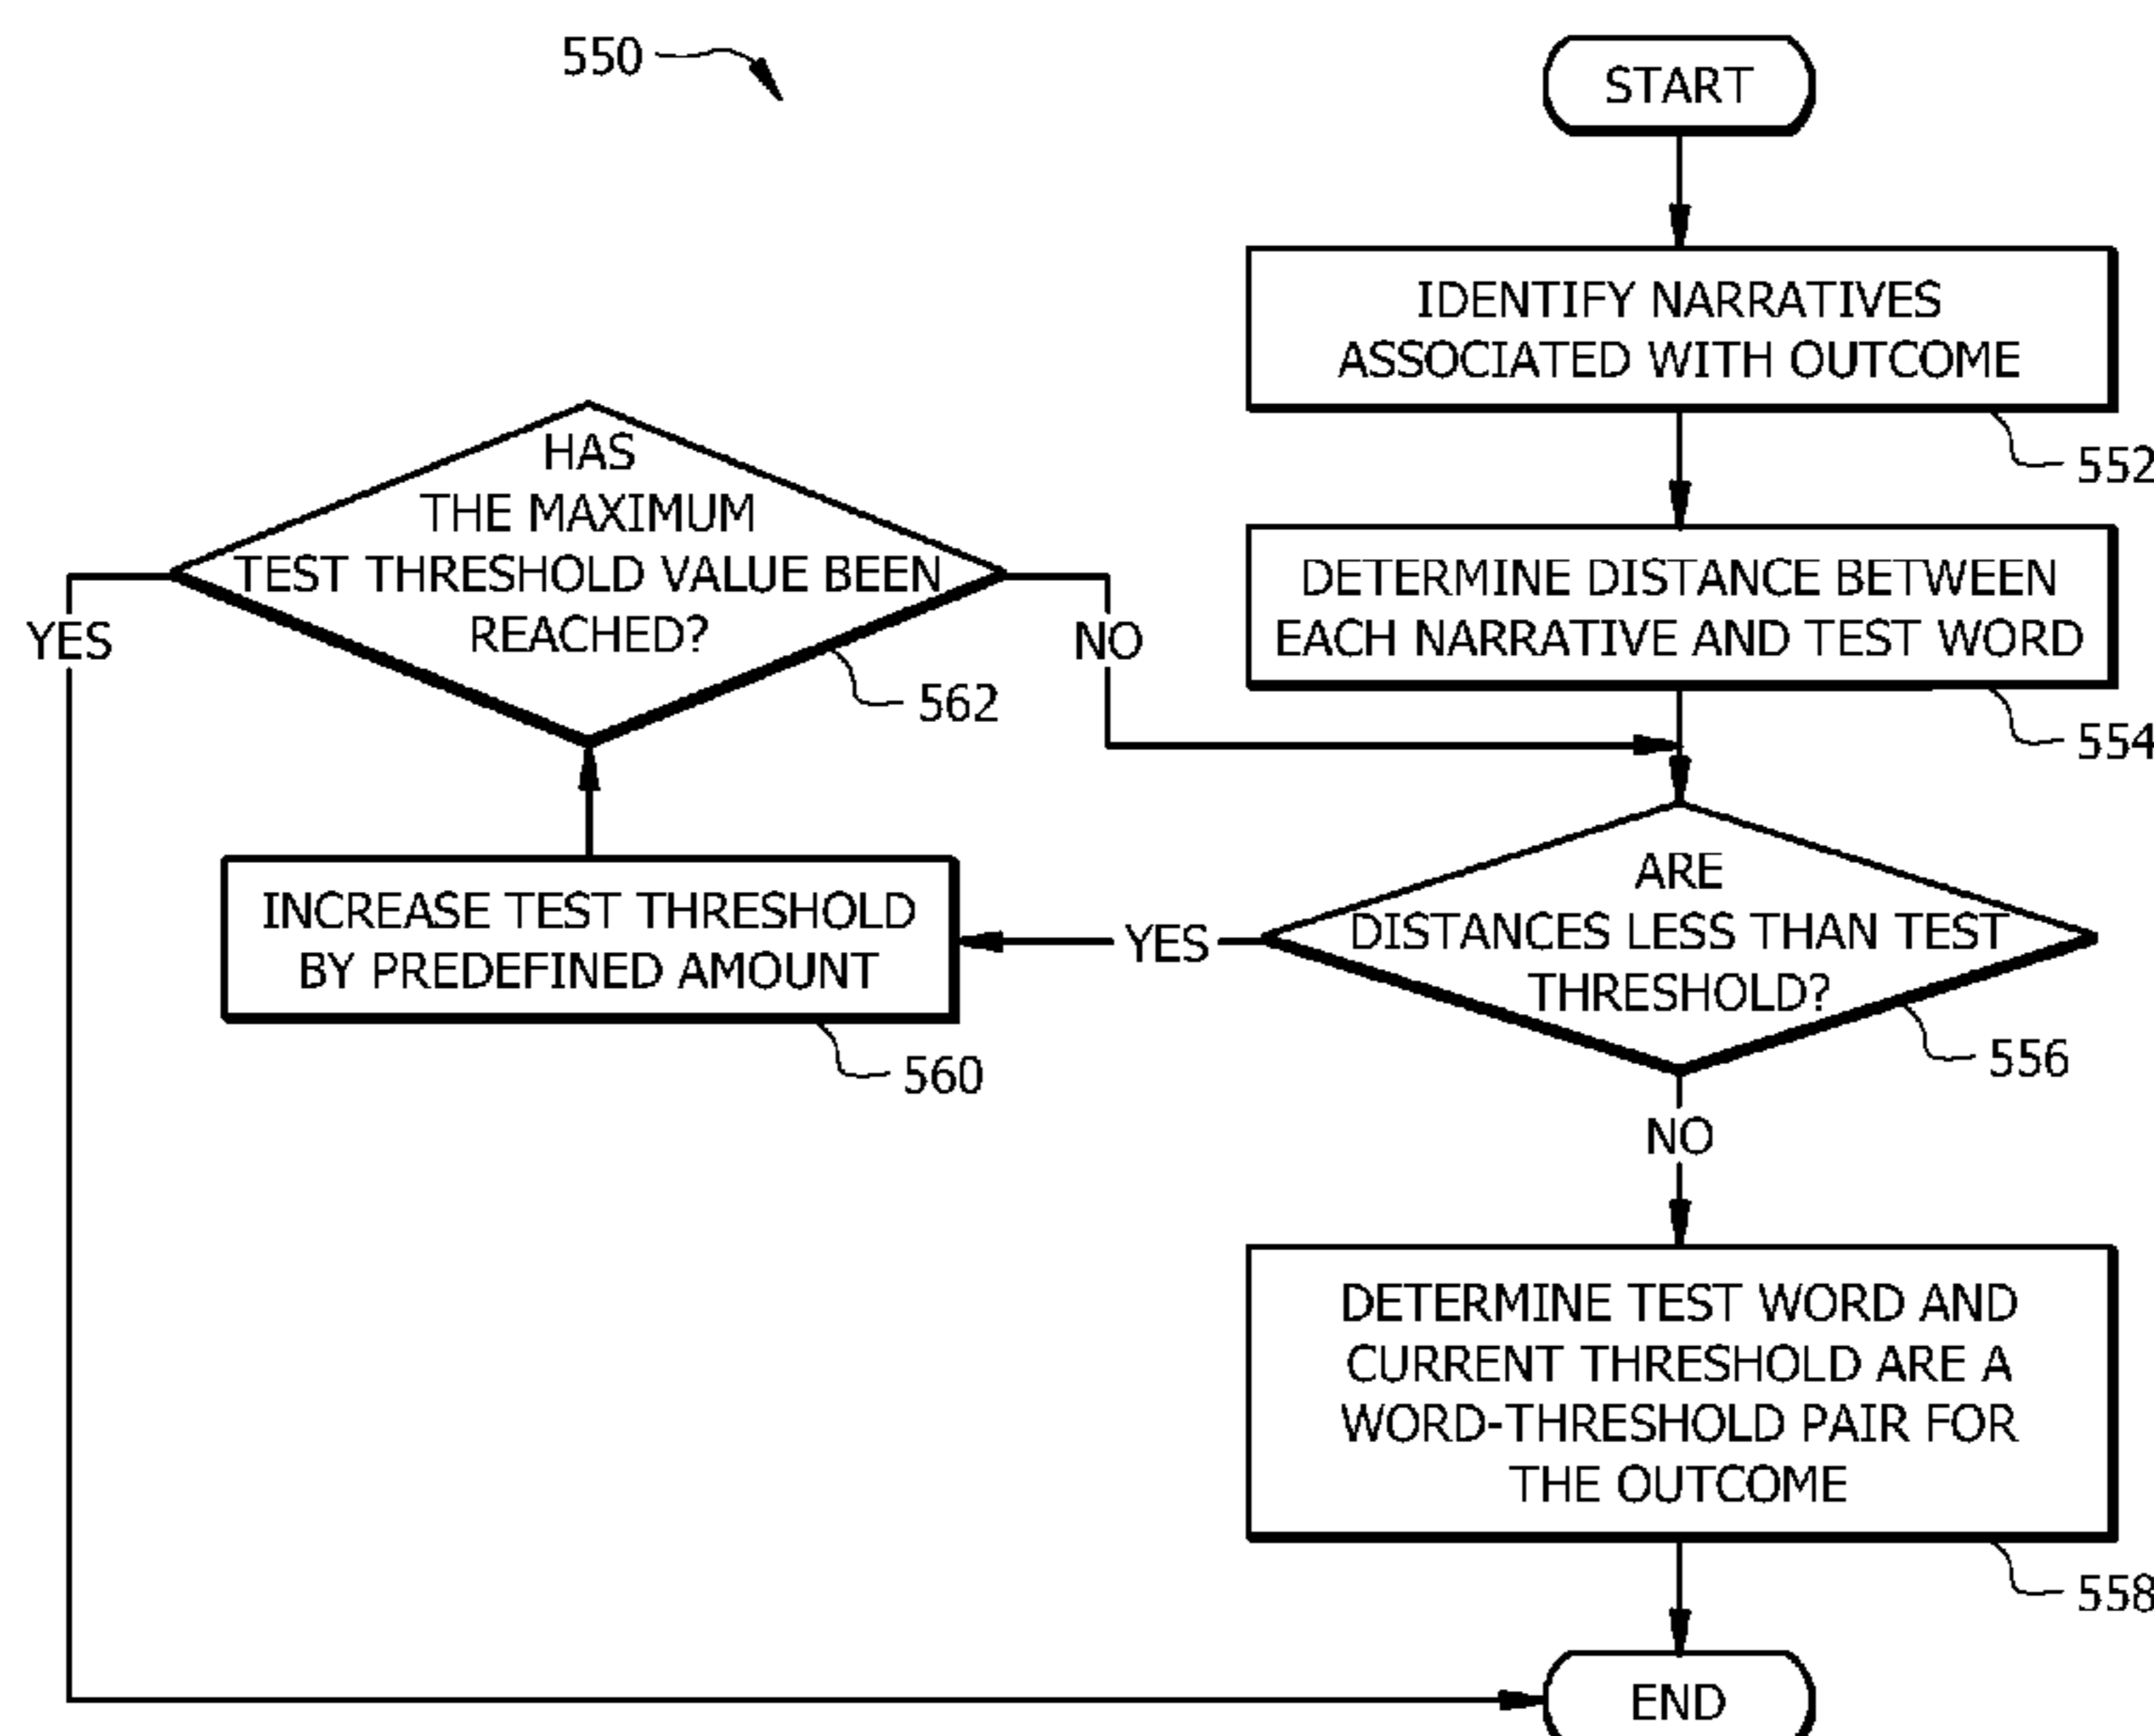 550
START
IDENTIFY NARRATIVES
ASSOCIATED WITH OUTCOME
552
DETERMINE DISTANCE BETWEEN
EACH NARRATIVE AND TEST WORD
554
HAS
THE MAXIMUM
TEST THRESHOLD VALUE BEEN
REACHED?
562
YES
NO
ARE
DISTANCES LESS THAN TEST
THRESHOLD?
556
YES
INCREASE TEST THRESHOLD
BY PREDEFINED AMOUNT
560
NO
DETERMINE TEST WORD AND
CURRENT THRESHOLD ARE A
WORD-THRESHOLD PAIR FOR
THE OUTCOME
558
END